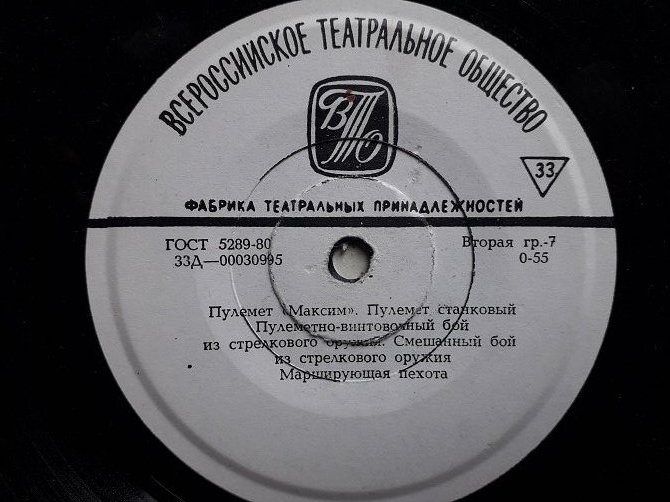 ВСЕРОССИЙСКОЕ ТЕАТРАЛЬНОЕ ОБЩЕСТВО
ВТО
33
ФАБРИКА ТЕАТРАЛЬНЫХ ПРИНАДЛЕЖНОСТЕЙ
ГОСТ 5289-80
Вторая гр.-7
33Д—00030995
0-55
Пулемет «Максим». Пулемет станковый
Пулеметно-винтовочный бой
из стрелкового оружия. Смешанный бой
из стрелкового оружия
Марширующая пехота